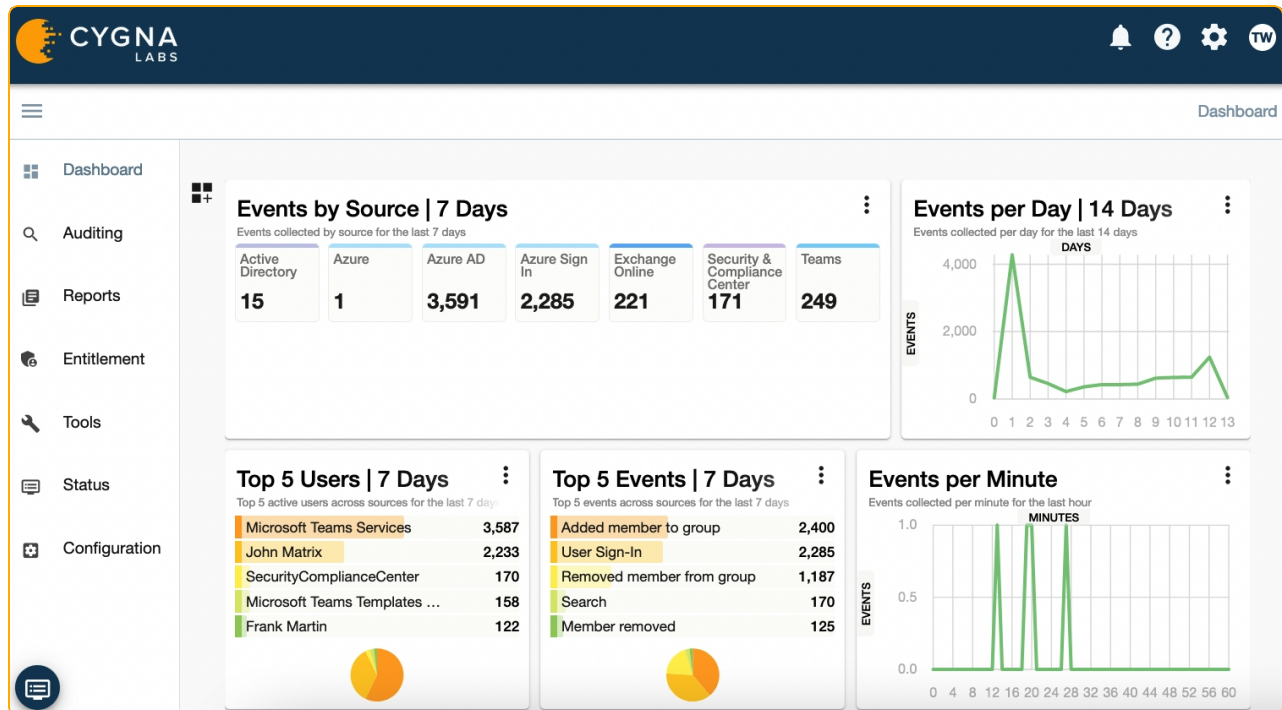 CYGNA
LABS
TW
Dashboard
Dashboard
Auditing
Reports
Entitlement
Tools
Status
Configuration
Events by Source | 7 Days
Events collected by source for the last 7 days
Active
Directory
15
Azure
1
Azure AD
3,591
Azure Sign
In
2,285
Exchange
Online
221
Security &
Compliance
Center
171
Teams
249
Events per Day | 14 Days
Events collected per day for the last 14 days
DAYS
EVENTS
4,000
2,000
0
0 1 2 3 4 5 6 7 8 9 10 11 12 13
Top 5 Users | 7 Days
Top 5 active users across sources for the last 7 days
Microsoft Teams Services 3,587
John Matrix 2,233
SecurityComplianceCenter 170
Microsoft Teams Templates ... 158
Frank Martin 122
Top 5 Events | 7 Days
Top 5 events across sources for the last 7 days
Added member to group 2,400
User Sign-In 2,285
Removed member from group 1,187
Search 170
Member removed 125
Events per Minute
Events collected per minute for the last hour
MINUTES
EVENTS
1.0
0.5
0.0
0 4 8 12 16 20 24 28 32 36 40 44 48 52 56 60